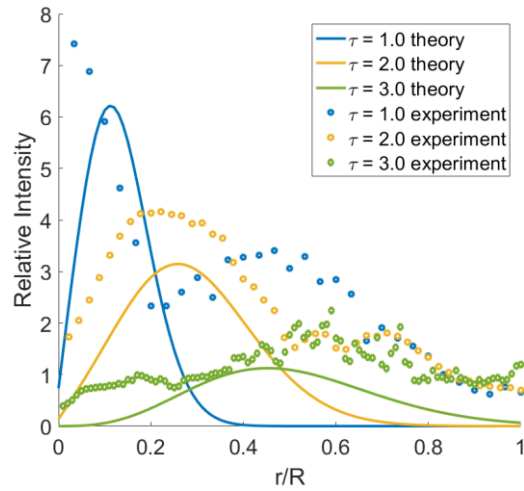 8
7
6
5
4
3
2
1
0
Relative Intensity
τ = 1.0 theory
τ = 2.0 theory
τ = 3.0 theory
τ = 1.0 experiment
τ = 2.0 experiment
τ = 3.0 experiment
0 0.2 0.4 0.6 0.8 1
r/R